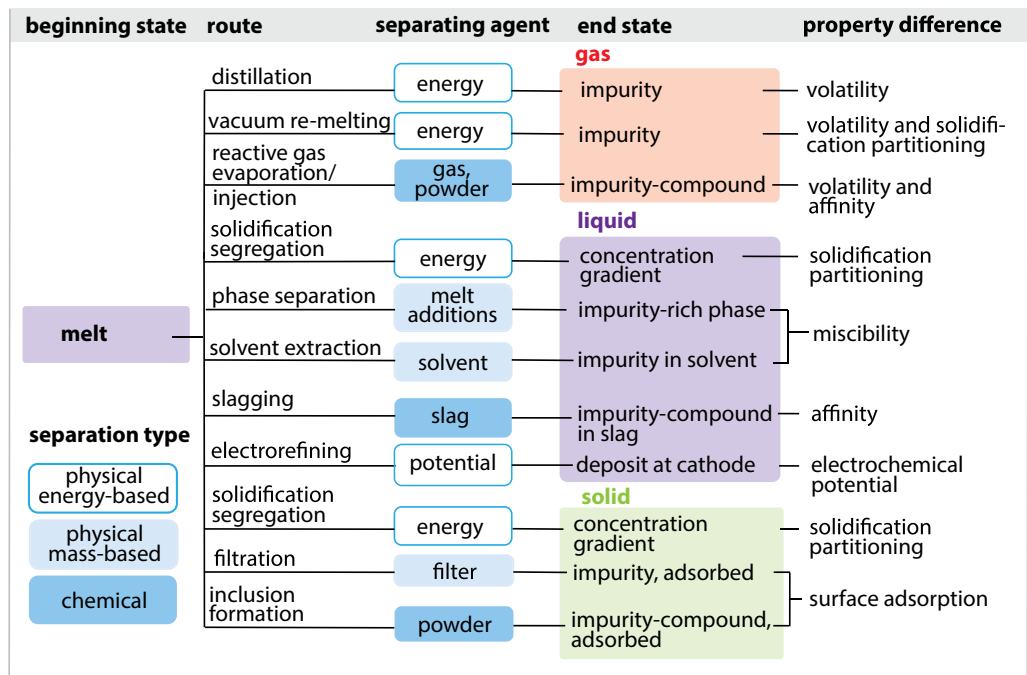 beginning state route separating agent end state property difference
gas
distillation energy impurity volatility
vacuum re-melting energy impurity volatility and solidifi-
cation partitioning
reactive gas
evaporation/
injection
gas,
powder
impurity-compound
volatility and
affinity
liquid
solidification
segregation
energy
concentration
gradient
solidification
partitioning
phase separation
melt
additions
impurity-rich phase
melt
miscibility
solvent extraction solvent impurity in solvent
slagging slag
impurity-compound
in slag
affinity
separation type
electrorefining potential deposit at cathode
electrochemical
potential
physical
energy-based
solid
solidification
segregation
energy
concentration
gradient
solidification
partitioning
physical
mass-based
filtration filter impurity, adsorbed
chemical
surface adsorption
inclusion
formation
powder
impurity-compound,
adsorbed